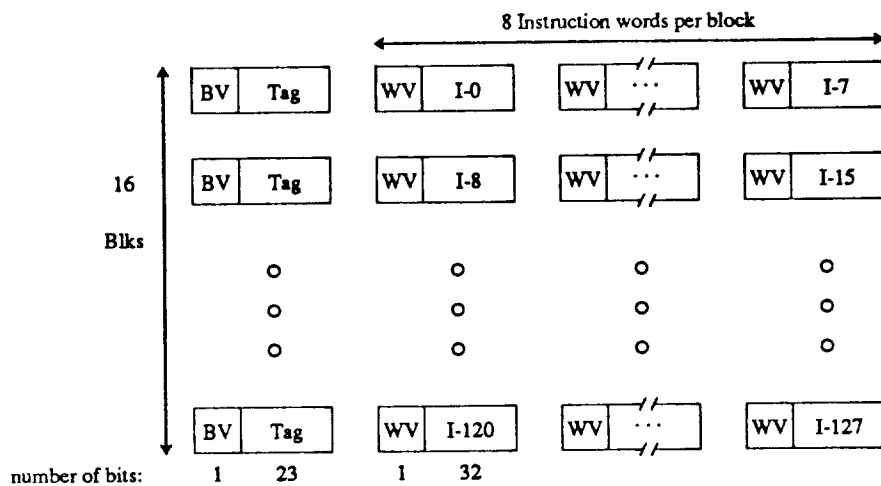 8 Instruction words per block
BV Tag WV I-0 WV ... WV I-7
16 BV Tag WV I-8 WV ... WV I-15
Blks
BV Tag WV I-120 WV ... WV I-127
number of bits: 1 23 1 32